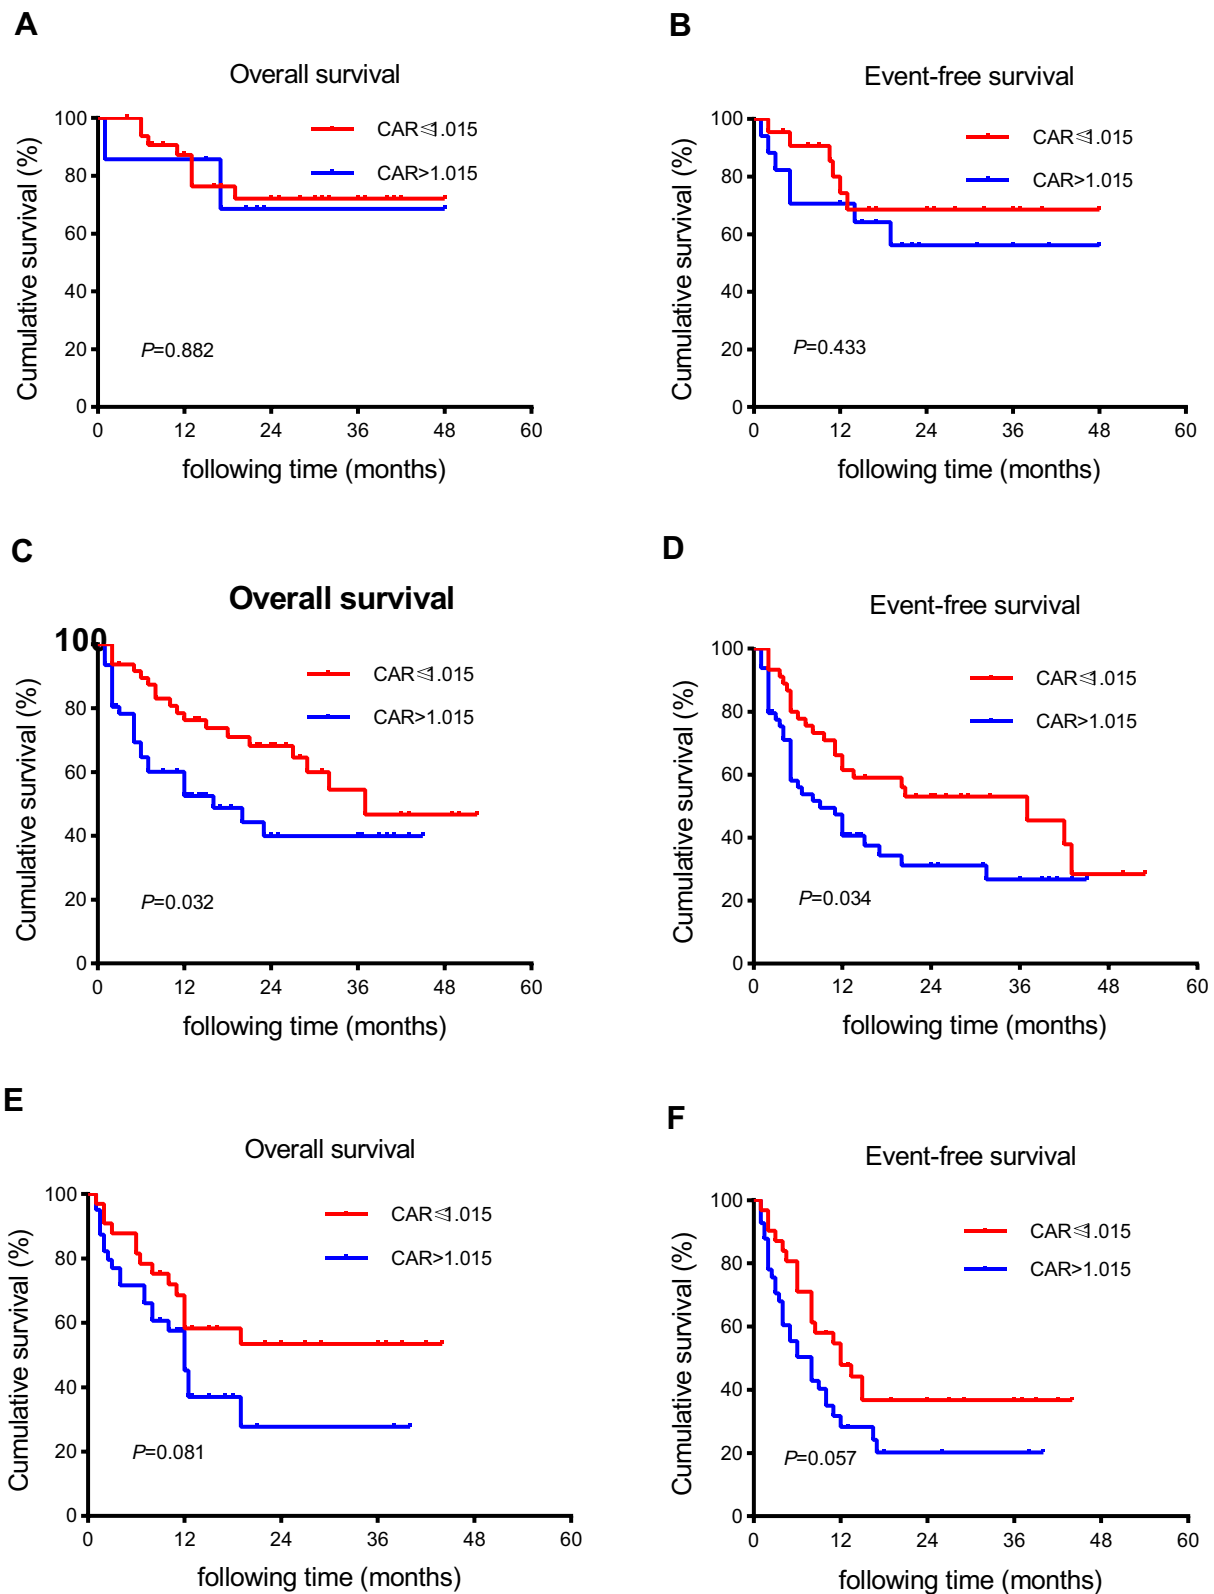 A
Overall survival
100
80
60
40
20
0
Cumulative survival (%)
CAR≤1.015
CAR>1.015
P=0.882
0 12 24 36 48 60
following time (months)
B
Event-free survival
100
80
60
40
20
0
Cumulative survival (%)
CAR≤1.015
CAR>1.015
P=0.433
0 12 24 36 48 60
following time (months)
C
Overall survival
100
80
60
40
20
0
Cumulative survival (%)
CAR≤1.015
CAR>1.015
P=0.032
0 12 24 36 48 60
following time (months)
D
Event-free survival
100
80
60
40
20
0
Cumulative survival (%)
CAR≤1.015
CAR>1.015
P=0.034
0 12 24 36 48 60
following time (months)
E
Overall survival
100
80
60
40
20
0
Cumulative survival (%)
CAR≤1.015
CAR>1.015
P=0.081
0 12 24 36 48 60
following time (months)
F
Event-free survival
100
80
60
40
20
0
Cumulative survival (%)
CAR≤1.015
CAR>1.015
P=0.057
0 12 24 36 48 60
following time (months)